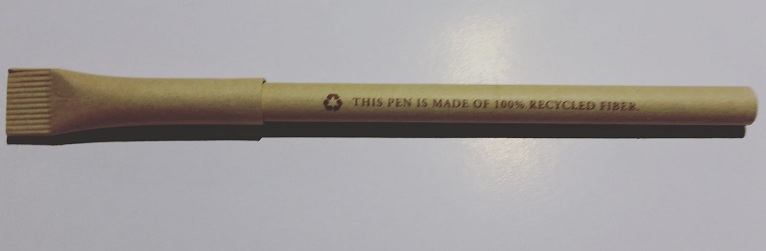 THIS PEN IS MADE OF 100% RECYCLED FIBER.